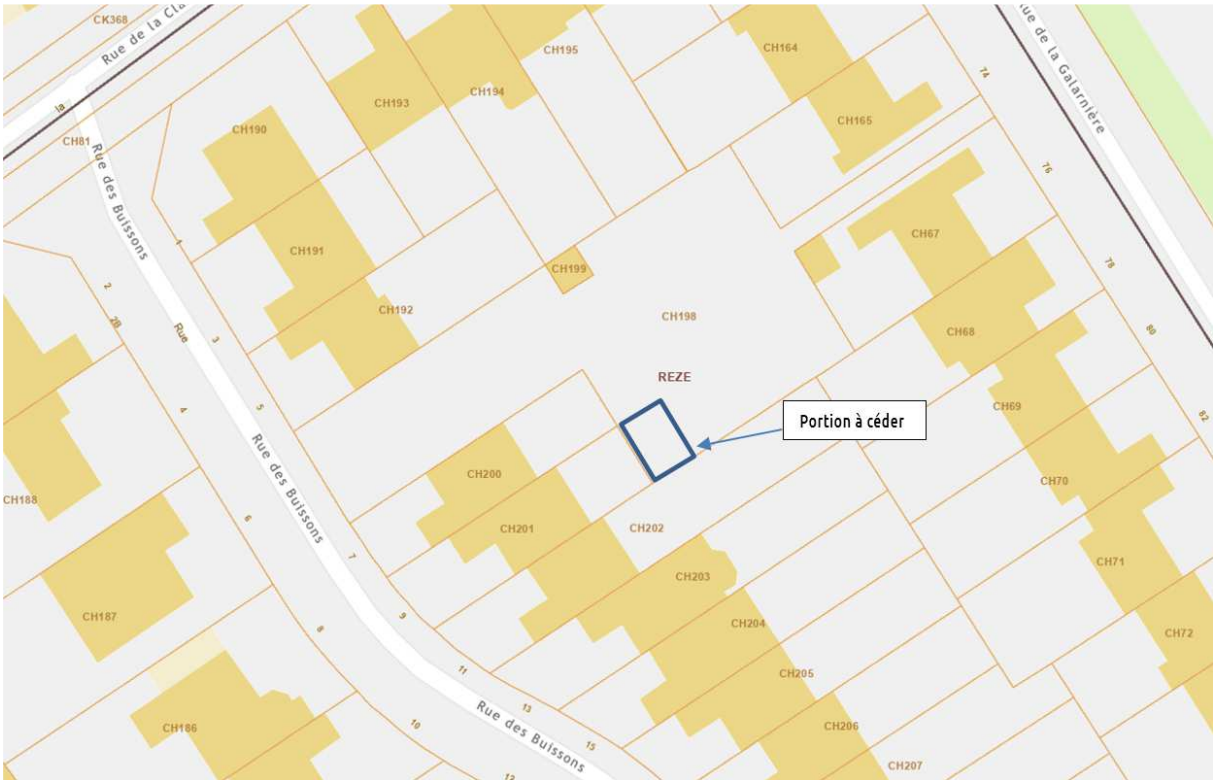 CK368
Rue de la Cla
la
CH81
Rue des Buissons
CH190
CH193
CH194
CH195
CH164
CH165
74
Rue de la Galarnière
76
CH191
CH192
CH199
CH198
CH67
78
CH68
80
82
1
2
2B
Rue
3
4
5
REZE
Portion à céder
CH69
CH70
CH188
CH200
CH201
CH202
Rue des Buissons
6
7
CH187
8
9
CH203
CH204
CH205
CH206
CH207
CH71
CH72
CH186
10
11
12
13
15
Rue des Buissons